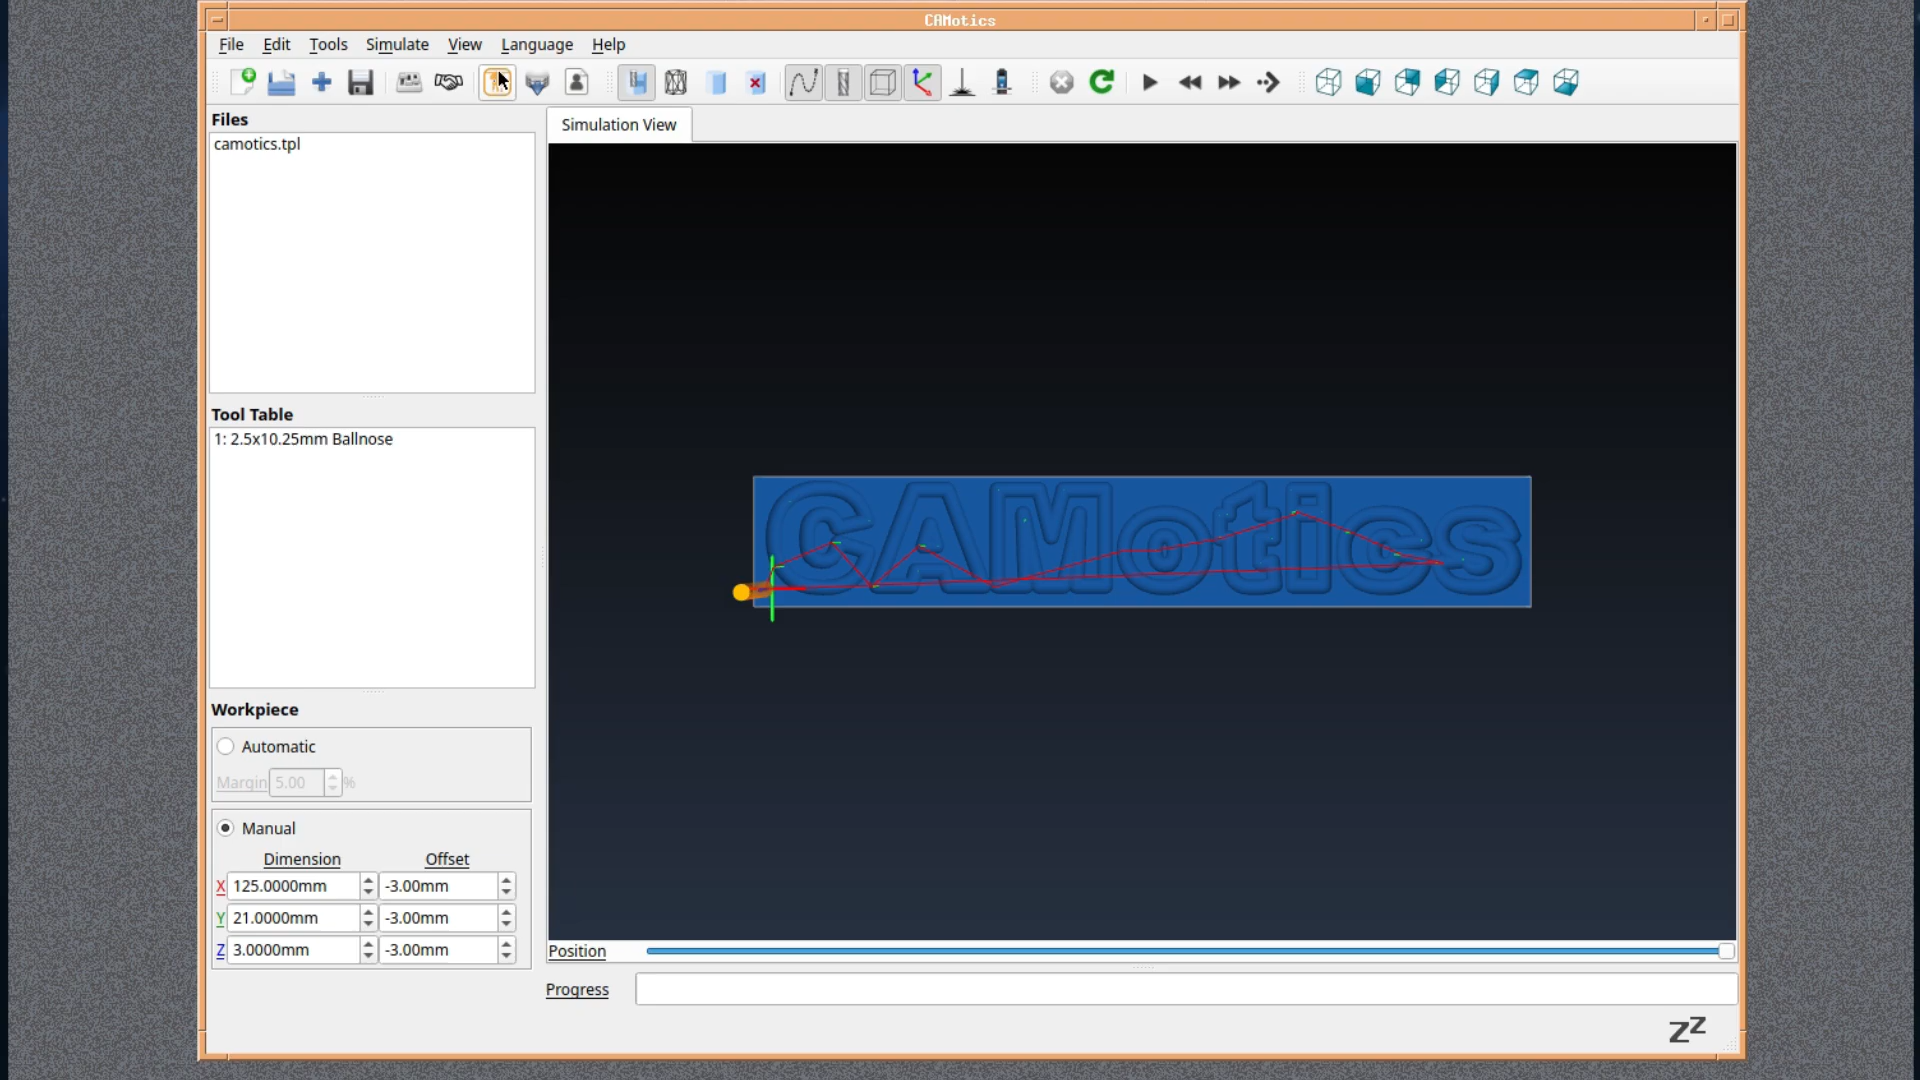 CAMotics
File Edit Tools Simulate View Language Help
Files
camotics.tpl
Simulation View
CAMotics
Tool Table
1: 2.5x10.25mm Ballnose
Workpiece
Automatic
Margin 5.00 %
Manual
Dimension Offset
X 125.0000mm -3.00mm
Y 21.0000mm -3.00mm
Z 3.0000mm -3.00mm
Position
Progress
zz